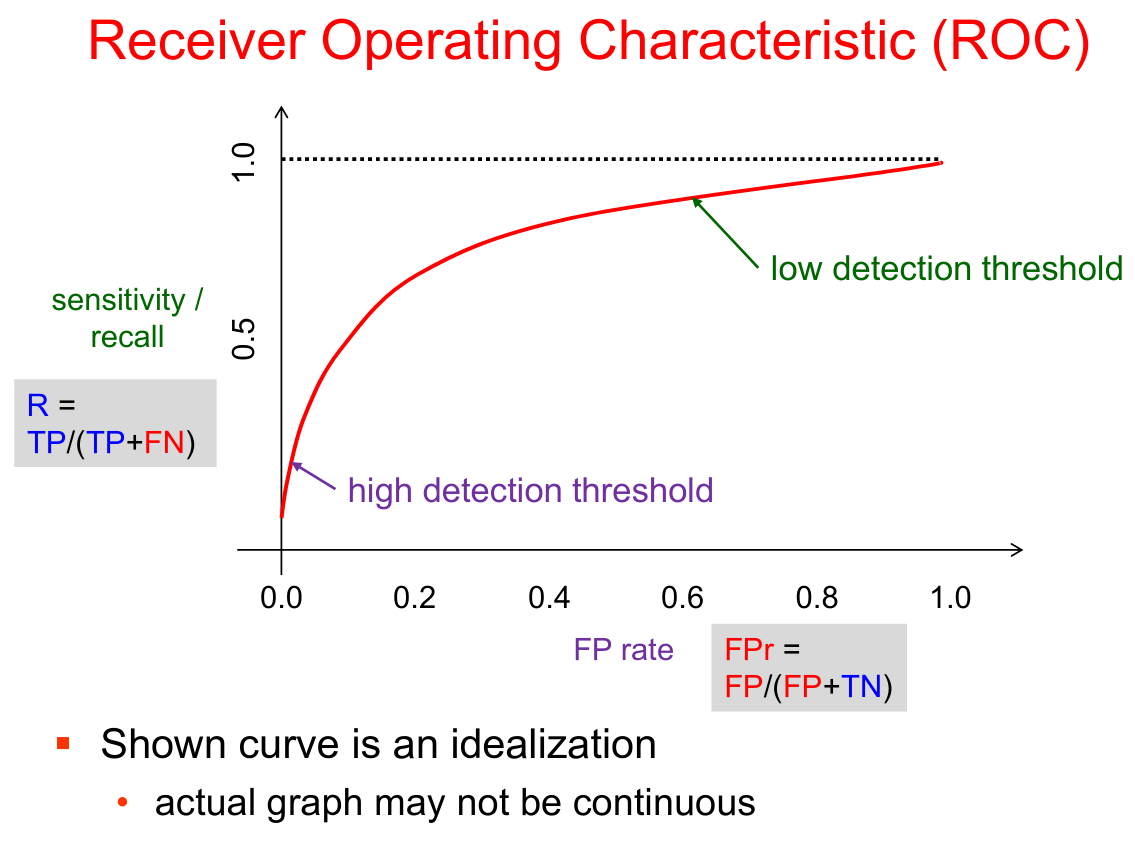 Receiver Operating Characteristic (ROC)
1.0
low detection threshold
sensitivity /
recall
0.5
R =
TP/(TP+FN)
high detection threshold
0.0 0.2 0.4 0.6 0.8 1.0
FP rate
FPr =
FP/(FP+TN)
Shown curve is an idealization
actual graph may not be continuous